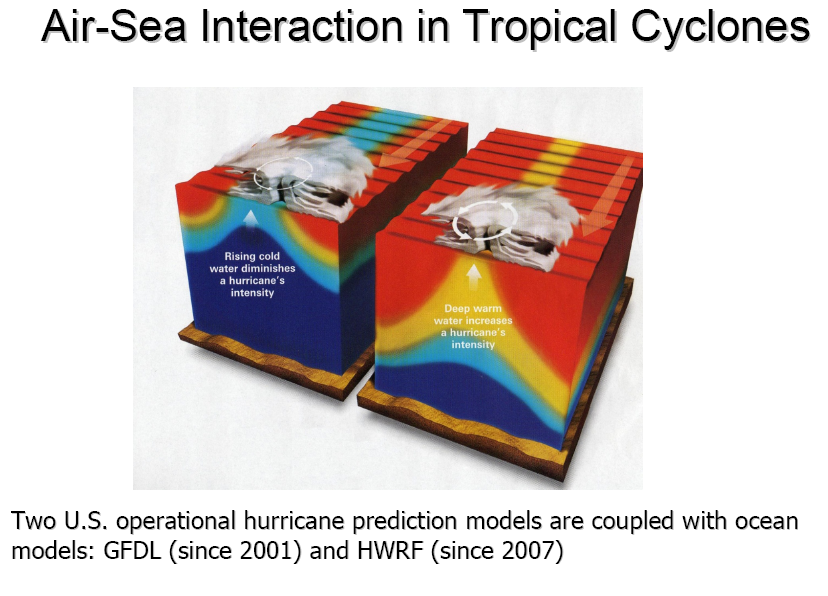 Air-Sea Interaction in Tropical Cyclones
Rising cold
water diminishes
a hurricane's
intensity
Deep warm
water increases
a hurricane's
intensity
Two U.S. operational hurricane prediction models are coupled with ocean
models: GFDL (since 2001) and HWRF (since 2007)